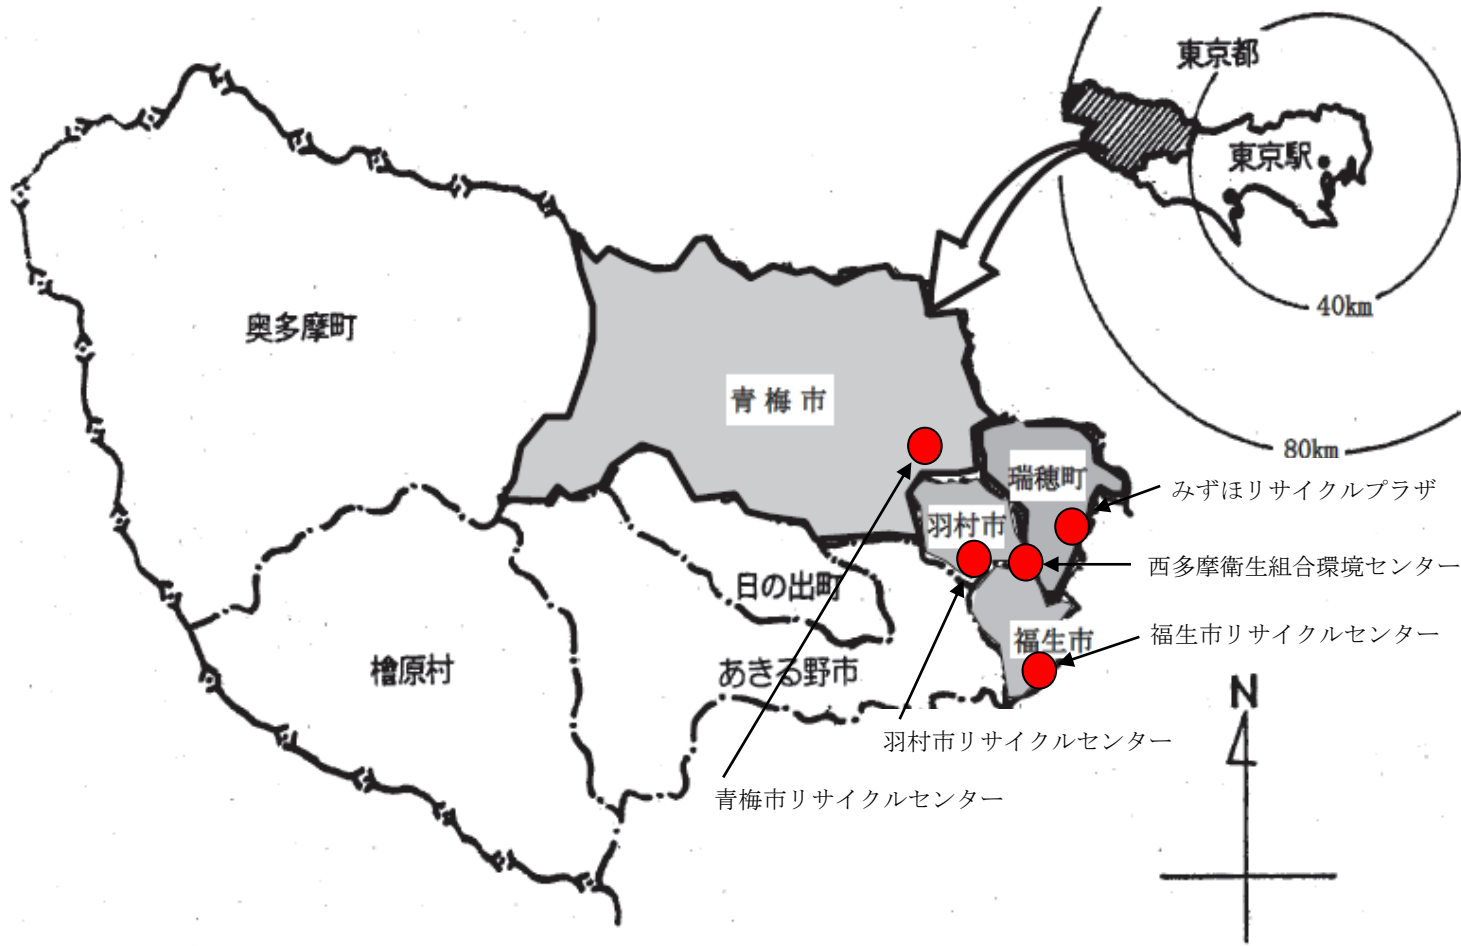 東京都
東京駅
40km
80km
奥多摩町
青梅市
瑞穂町
みずほリサイクルプラザ
羽村市
西多摩衛生組合環境センター
日の出町
福生市リサイクルセンター
福生市
檜原村
あきる野市
N
羽村市リサイクルセンター
青梅市リサイクルセンター